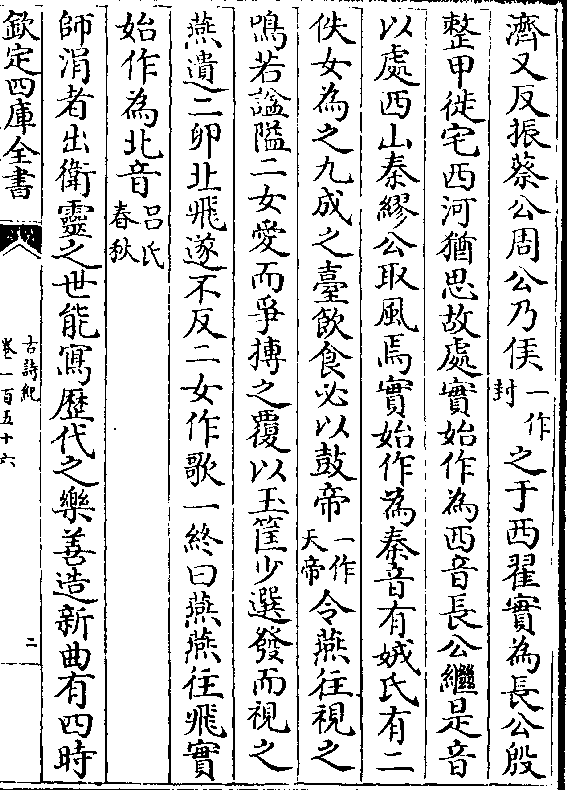 濟又反振蔡公周公乃侯一作封之于西翟實為長公殷
整甲徙宅西河猶思故處實始作為西音長公繼是音
以處西山秦繆公取風焉實始作為秦音有娀氏有二
佚女為之九成之臺飲食必以鼓帝一作天帝令燕往視之
鳴若諡隘二女愛而爭搏之覆以玉筐少選發而視之
燕遺二卵北飛遂不反二女作歌一終曰燕燕往飛實
始作為北音呂氏春秋
師涓者出衛靈之世能寫歷代之樂善造新曲有四時
欽定四庫全書
古詩紀
卷一百五十六
二